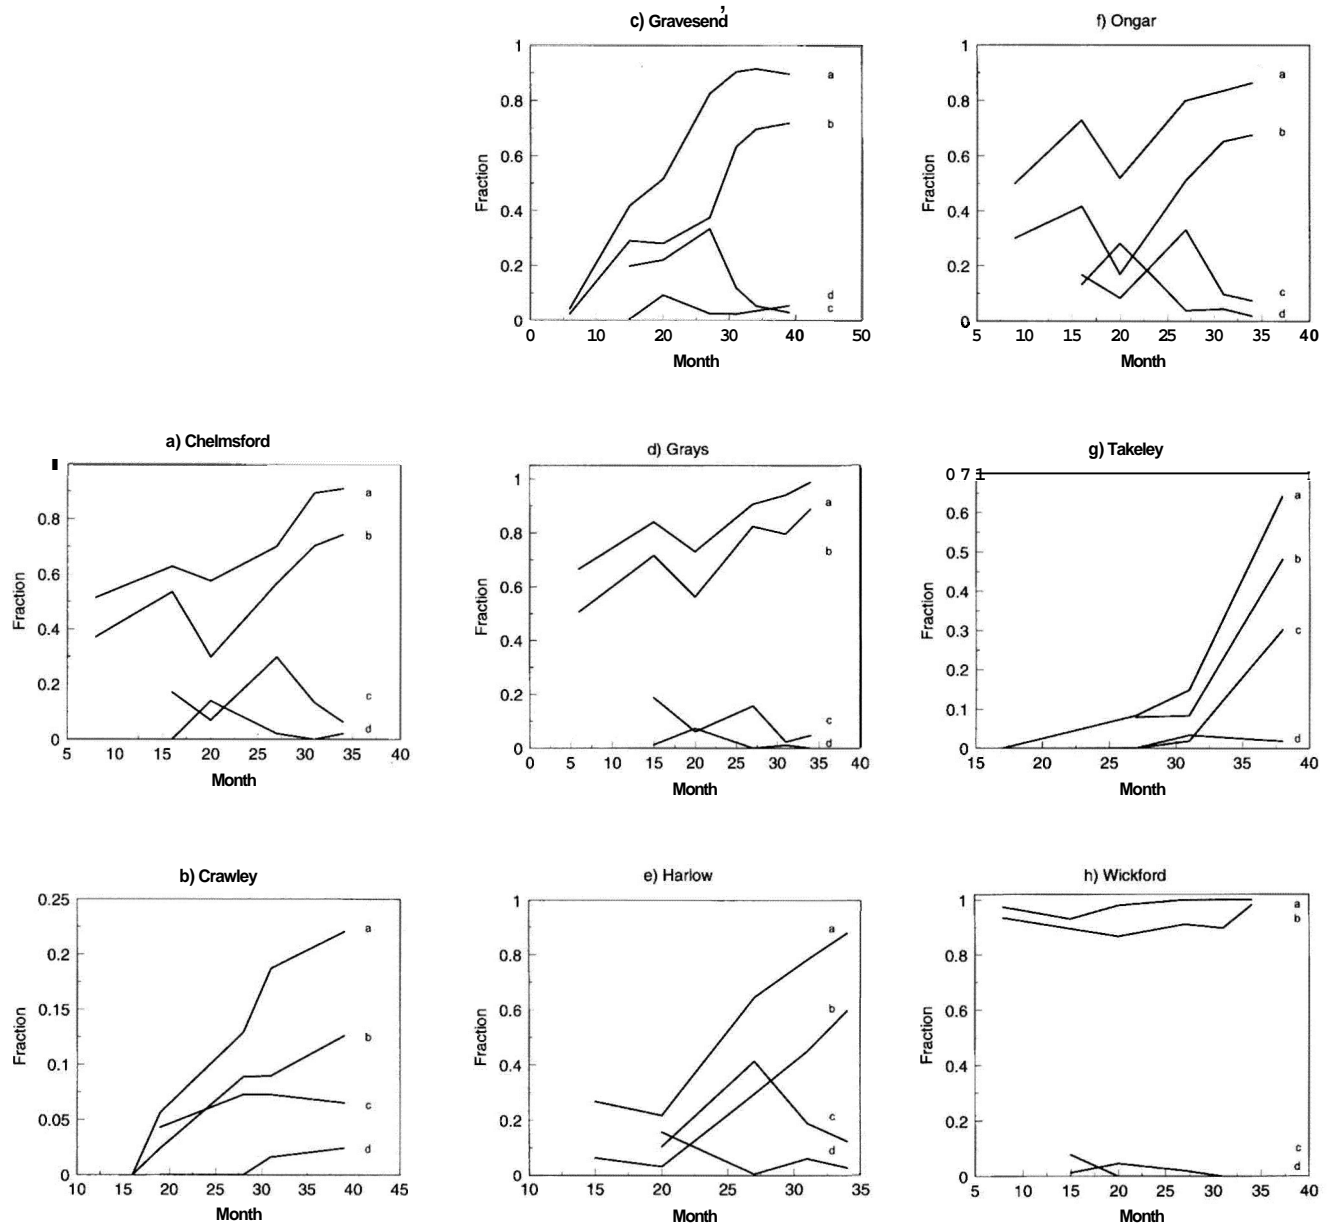 c) Gravesend’
1
0.8
0.6
0.4
0.2
0
Fraction
a
b
d
c
0 10 20 30 40 50
Month
f) Ongar
1
0.8
0.6
0.4
0.2
0
Fraction
a
b
c
d
5 10 15 20 25 30 35 40
Month
a) Chelmsford
0.8
0.6
0.4
0.2
0
Fraction
a
b
c
d
5 10 15 20 25 30 35 40
Month
d) Grays
1
0.8
0.6
0.4
0.2
0
Fraction
a
b
c
d
0 5 10 15 20 25 30 35 40
Month
g) Takeley
0 7 1
0.6
0.5
0.4
0.3
0.2
0.1
0
Fraction
a
b
c
d
15 20 25 30 35 40
Month
b) Crawley
0.25
0.2
0.15
0.1
0.05
0
Fraction
a
b
c
d
10 15 20 25 30 35 40 45
Month
e) Harlow
1
0.8
0.6
0.4
0.2
0
Fraction
a
b
c
d
10 15 20 25 30 35
Month
h) Wickford
1
0.8
0.6
0.4
0.2
0
Fraction
a
b
c
d
5 10 15 20 25 30 35 40
Month